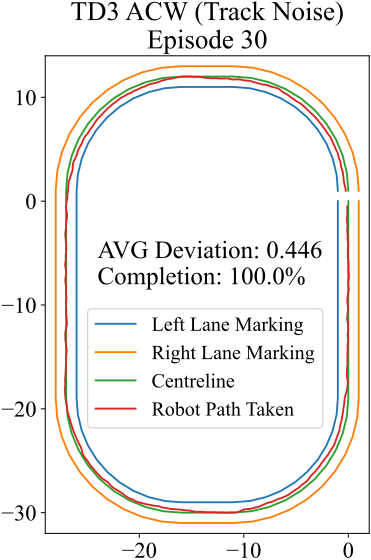 TD3 ACW (Track Noise)
Episode 30
10
0
−10
−20
−30
AVG Deviation: 0.446
Completion: 100.0%
Left Lane Marking
Right Lane Marking
Centreline
Robot Path Taken
−20
−10
0